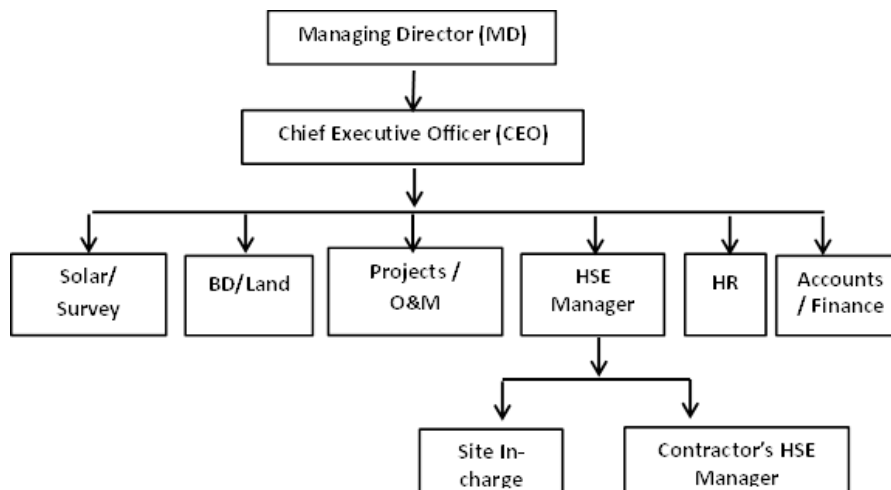 Managing Director (MD)
Chief Executive Officer (CEO)
Solar/
Survey
BD/Land
Projects /
O&M
HSE
Manager
HR
Accounts
/ Finance
Site In-
charge
Contractor's HSE
Manager